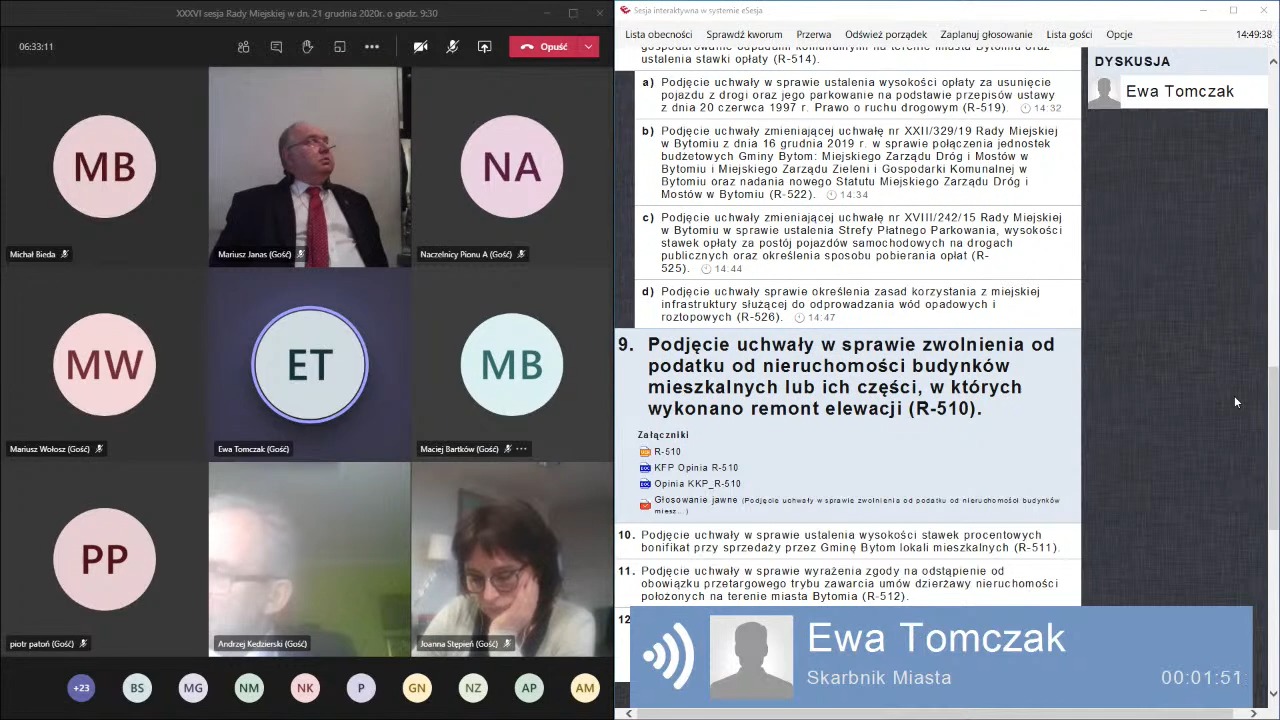 XXXVI sesja Rady Miejskiej w dn. 21 grudnia 2020r. o godz. 9:30
06:33:11
Opuść
MB
Michał Bieda
Mariusz Janas (Gość)
NA
Naczelnicy Pionu A (Gość)
MW
Mariusz Wołosz (Gość)
ET
Ewa Tomczak (Gość)
MB
Maciej Bartków (Gość)
PP
piotr patoń (Gość)
Andrzej Kedzierski (Gość)
Joanna Stępień (Gość)
+23 BS MG NM NK P GN NZ AP AM
Sesja interaktywna w systemie eSesja
Lista obecności Sprawdź kworum Przerwa Odśwież porządek Zaplanuj głosowanie Lista gości Opcje
gospodarowanie odpadami komunalnymi na terenie miasta Bytomiu oraz
ustalenia stawki opłaty (R-514).
a) Podjęcie uchwały w sprawie ustalenia wysokości opłaty za usunięcie
pojazdu z drogi oraz jego parkowanie na podstawie przepisów ustawy
z dnia 20 czerwca 1997 r. Prawo o ruchu drogowym (R-519). 14:32
b) Podjęcie uchwały zmieniającej uchwałę nr XXII/329/19 Rady Miejskiej
w Bytomiu z dnia 16 grudnia 2019 r. w sprawie połączenia jednostek
budżetowych Gminy Bytom: Miejskiego Zarządu Dróg i Mostów w
Bytomiu i Miejskiego Zarządu Zieleni i Gospodarki Komunalnej w
Bytomiu oraz nadania nowego Statutu Miejskiego Zarządu Dróg i
Mostów w Bytomiu (R-522). 14:34
c) Podjęcie uchwały zmieniającej uchwałę nr XVIII/242/15 Rady Miejskiej
w Bytomiu w sprawie ustalenia Strefy Płatnego Parkowania, wysokości
stawek opłaty za postój pojazdów samochodowych na drogach
publicznych oraz określenia sposobu pobierania opłat (R-
525). 14:44
d) Podjęcie uchwały sprawie określenia zasad korzystania z miejskiej
infrastruktury służącej do odprowadzania wód opadowych i
roztopowych (R-526). 14:47
9. Podjęcie uchwały w sprawie zwolnienia od
podatku od nieruchomości budynków
mieszkalnych lub ich części, w których
wykonano remont elewacji (R-510).
Załączniki
R-510
KFP Opinia R-510
Opinia KKP_R-510
Głosowanie jawne (Podjęcie uchwały w sprawie zwolnienia od podatku od nieruchomości budynków
miesz...)
10. Podjęcie uchwały w sprawie ustalenia wysokości stawek procentowych
bonifikat przy sprzedaży przez Gminę Bytom lokali mieszkalnych (R-511).
11. Podjęcie uchwały w sprawie wyrażenia zgody na odstąpienie od
obowiązku przetargowego trybu zawarcia umów dzierżawy nieruchomości
położonych na terenie miasta Bytomia (R-512).
12
14:49:38
DYSKUSJA
Ewa Tomczak
Ewa Tomczak
Skarbnik Miasta
00:01:51